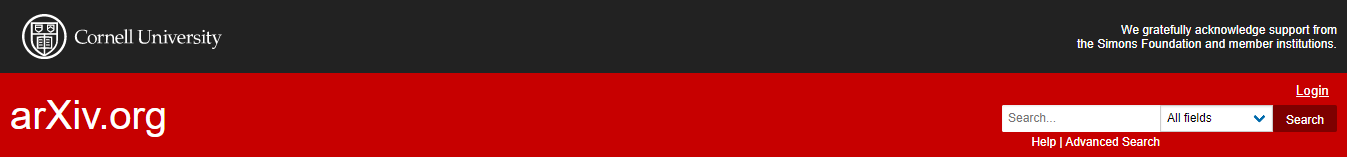 Cornell University
We gratefully acknowledge support from
the Simons Foundation and member institutions.
Login
arXiv.org
Search...
All fields
Search
Help | Advanced Search